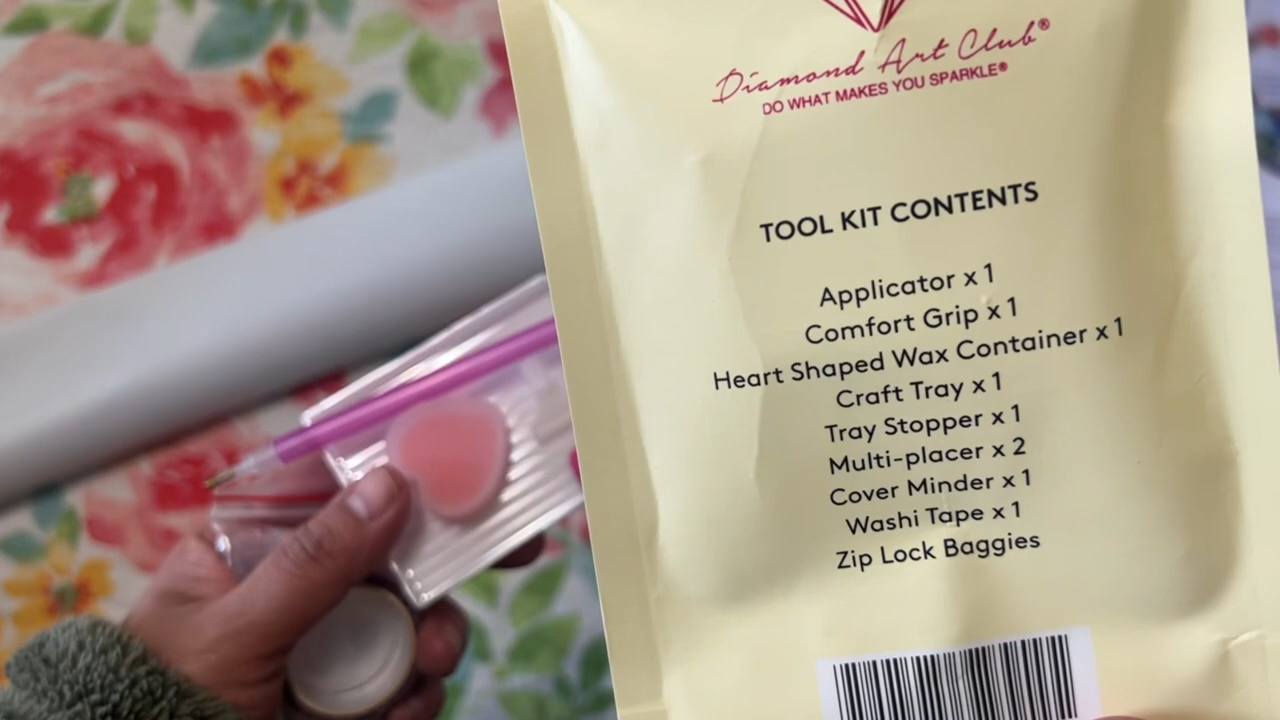 Diamond Art Club®
DO WHAT MAKES YOU SPARKLE®
TOOL KIT CONTENTS
Applicator x 1
Comfort Grip x 1
Heart Shaped Wax Container x 1
Craft Tray x 1
Tray Stopper x 1
Multi-placer x 2
Cover Minder x 1
Washi Tape x 1
Zip Lock Baggies